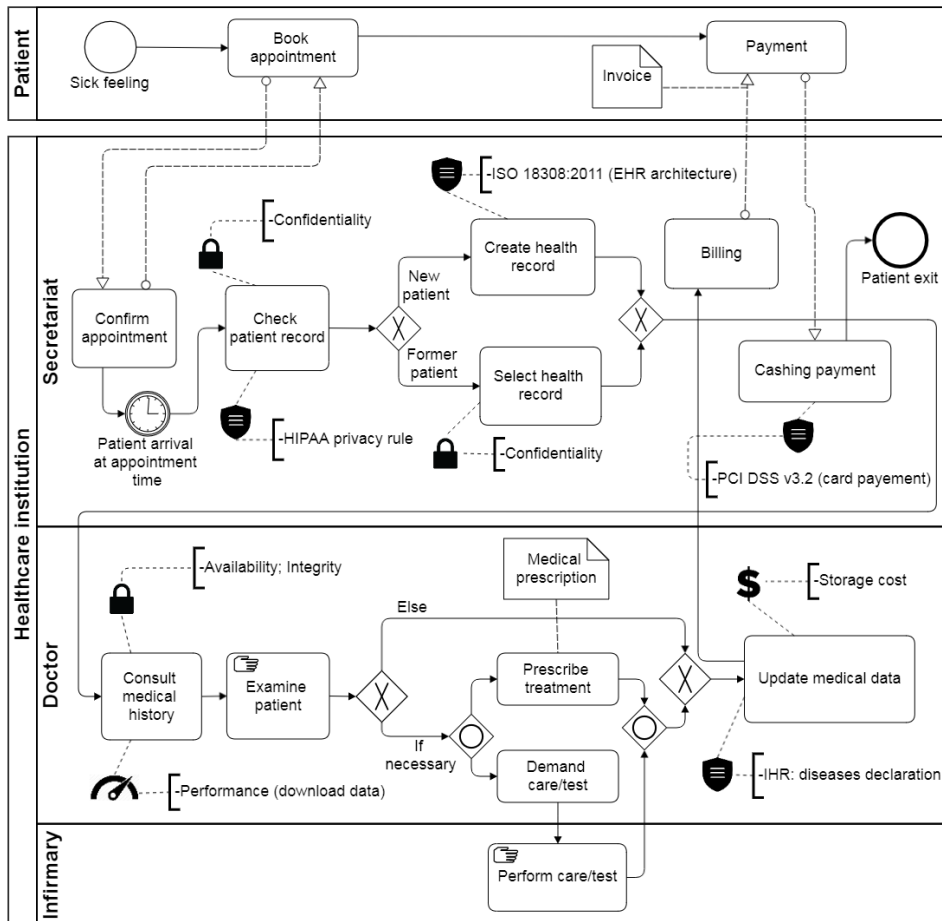 Patient
Sick feeling
Book
appointment
Invoice
Payment
Healthcare institution
Secretariat
-ISO 18308:2011 (EHR architecture)
-Confidentiality
Create health
record
Billing
Patient exit
New
patient
Confirm
appointment
Check
patient record
X
X
Former
patient
Select health
record
Cashing payment
Patient arrival
at appointment
time
-HIPAA privacy rule
-Confidentiality
-PCI DSS v3.2 (card payement)
Doctor
-Availability; Integrity
Medical
prescription
$
-Storage cost
Else
Consult
medical
history
Examine
patient
X
Prescribe
treatment
X
Update medical data
If
necessary
Demand
care/test
-Performance (download data)
-IHR: diseases declaration
Infirmary
Perform care/test